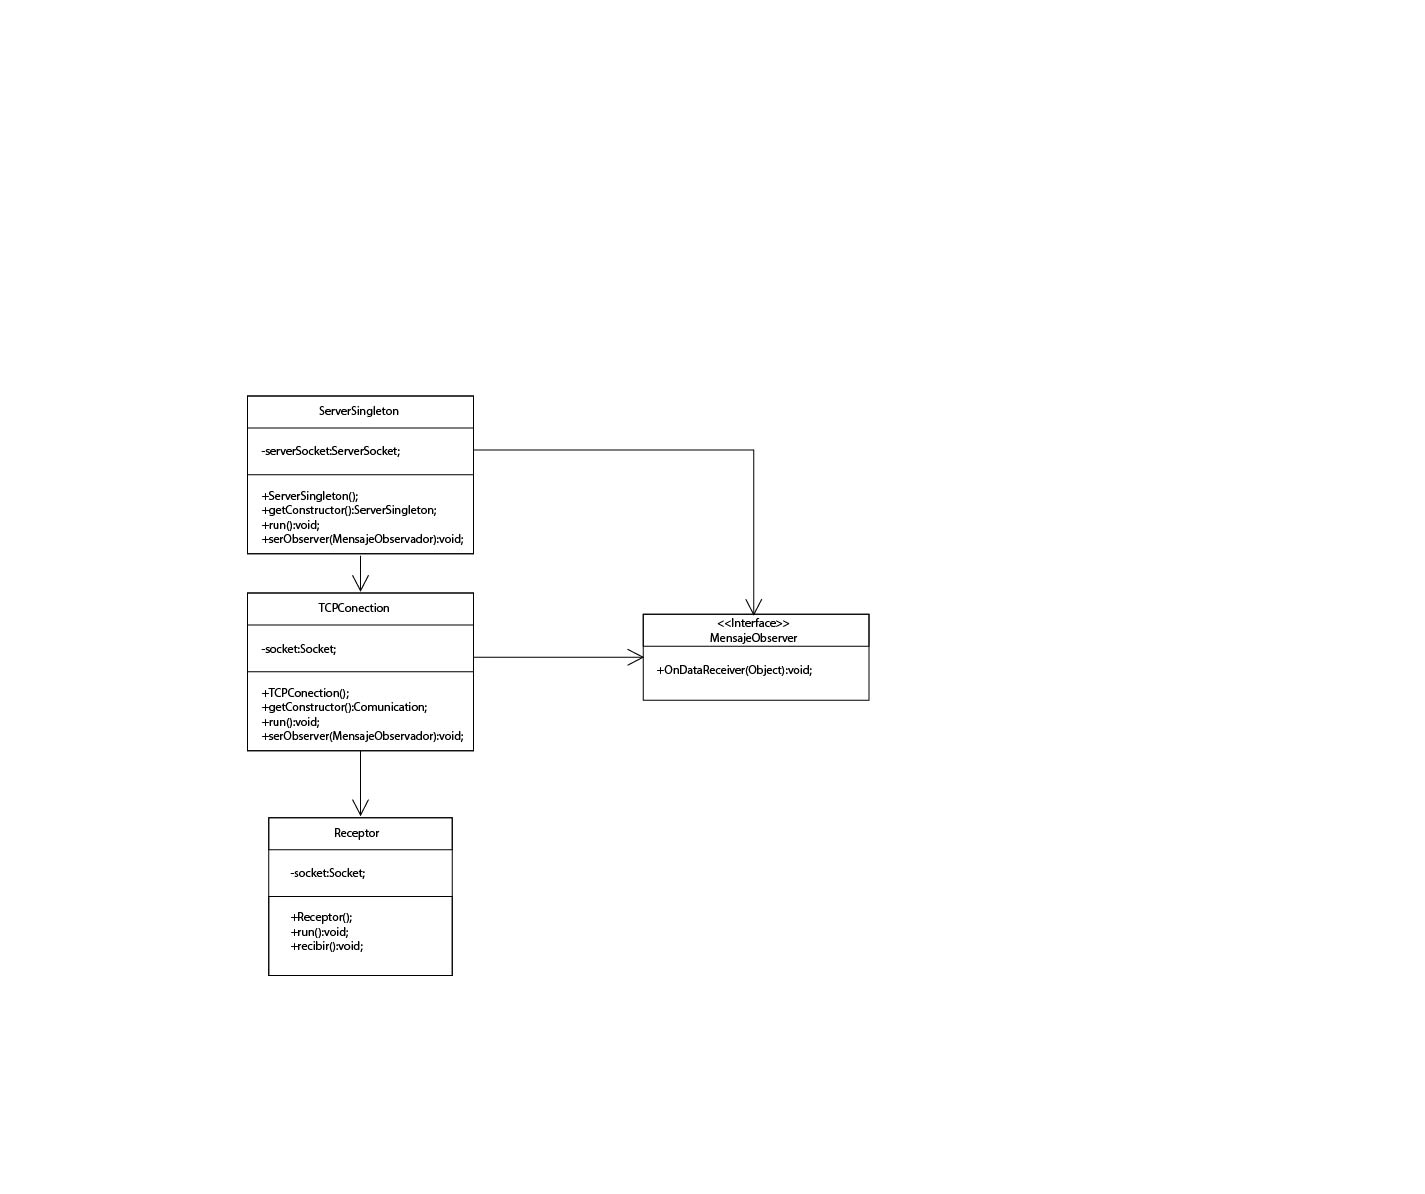 ServerSingleton
-serverSocket:ServerSocket;
+ServerSingleton();
+getConstructor():ServerSingleton;
+run():void;
+serObserver(MensajeObservador):void;
TCPConection
-socket:Socket;
+TCPConection();
+getConstructor():Comunication;
+run():void;
+serObserver(MensajeObservador):void;
<<Interface>>
MensajeObserver
+OnDataReceiver(Object):void;
Receptor
-socket:Socket;
+Receptor();
+run():void;
+recibir():void;